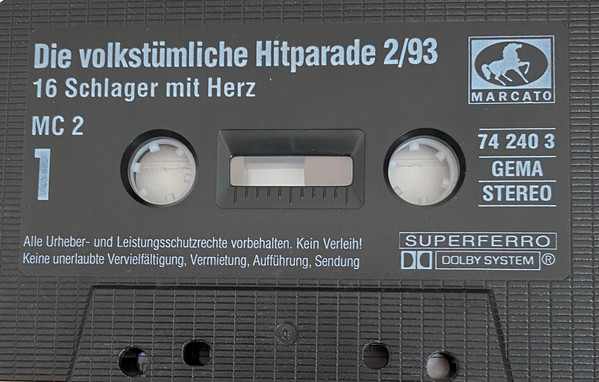 Die volkstümliche Hitparade 2/93
16 Schlager mit Herz
MARCATO
MC 2
1
74 240 3
GEMA
STEREO
Alle Urheber- und Leistungsschutzrechte vorbehalten. Kein Verleih!
Keine unerlaubte Vervielfältigung, Vermietung, Aufführung, Sendung
SUPERFERRO
DOLBY SYSTEM ®